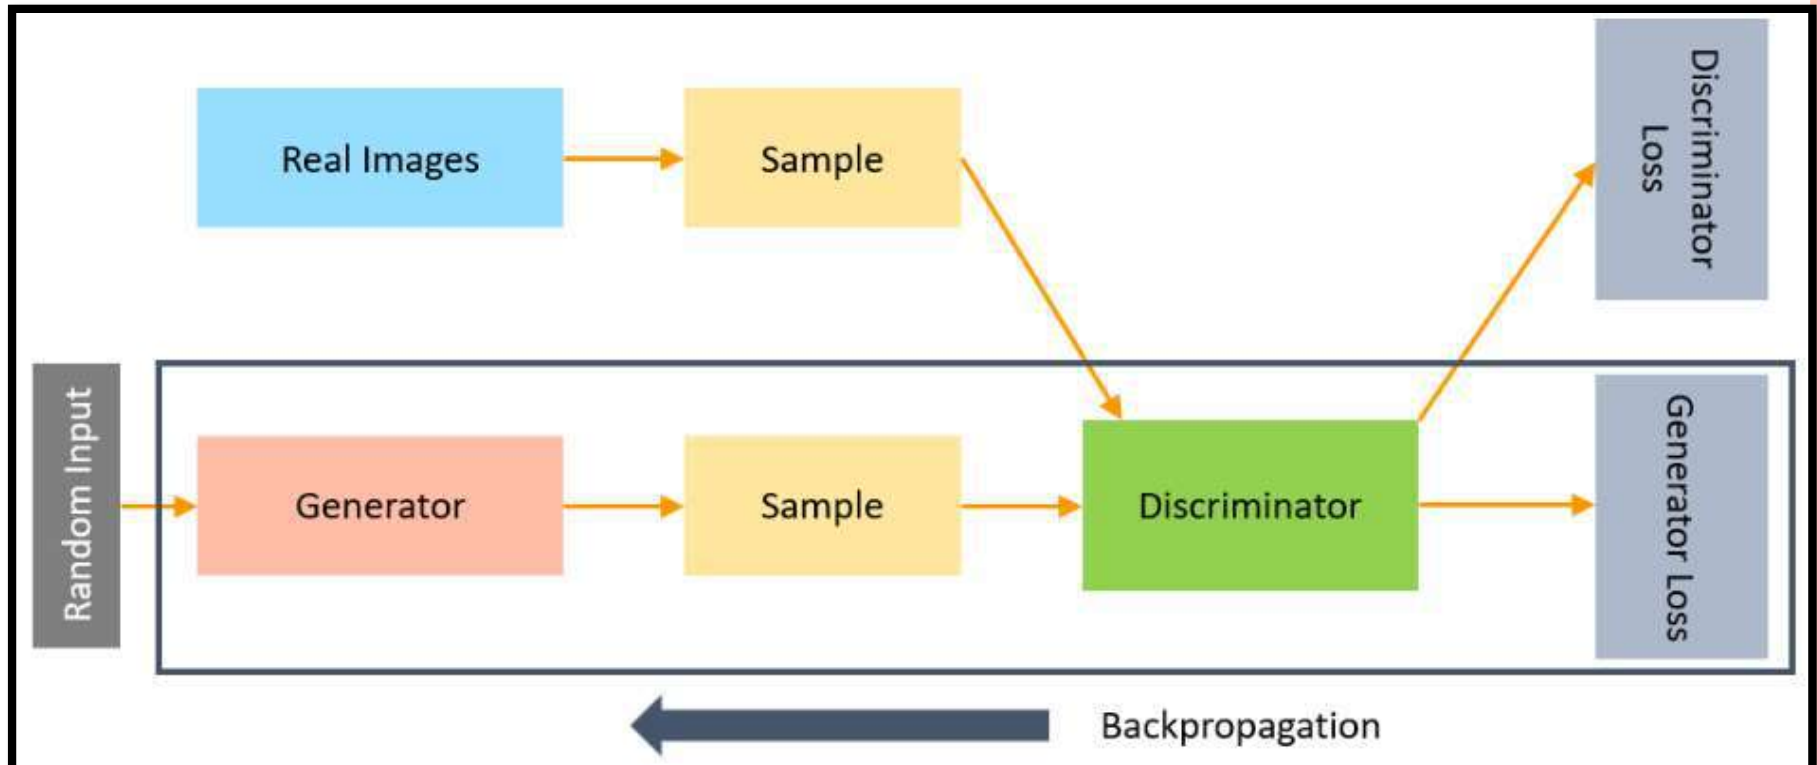 Real Images
Sample
Discriminator
Loss
Random Input
Generator
Sample
Discriminator
Generator Loss
Backpropagation